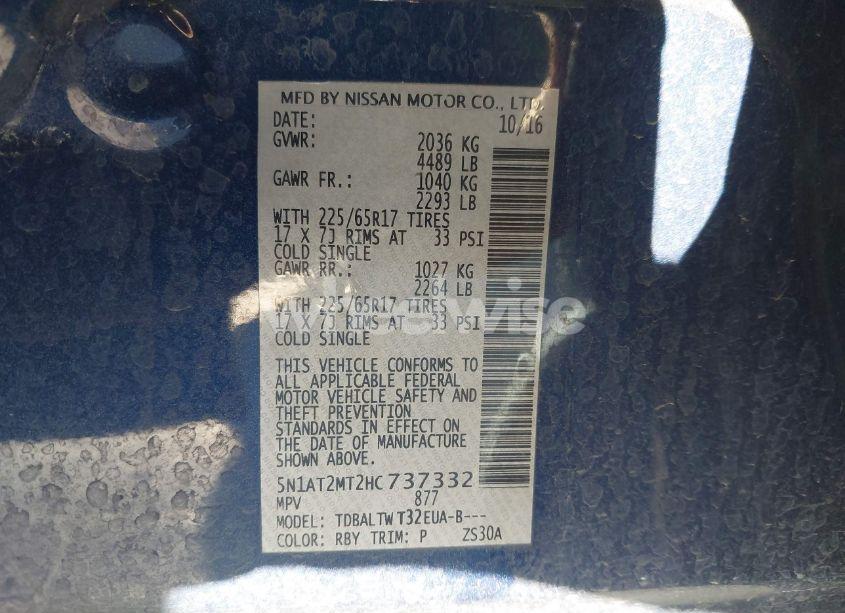 MFD BY NISSAN MOTOR CO., LTD.
DATE: 10/16
GVWR: 2036 KG
4489 LB
GAWR FR.: 1040 KG
2293 LB
WITH 225/65R17 TIRES
17 X 7J RIMS AT 33 PSI
COLD SINGLE
GAWR RR.: 1027 KG
2264 LB
WITH 225/65R17 TIRES
17 X 7J RIMS AT 33 PSI
COLD SINGLE
THIS VEHICLE CONFORMS TO
ALL APPLICABLE FEDERAL
MOTOR VEHICLE SAFETY AND
THEFT PREVENTION
STANDARDS IN EFFECT ON
THE DATE OF MANUFACTURE
SHOWN ABOVE.
5N1AT2MT2HC737332
MPV 877
MODEL: TDBALTWT32EUA-B---
COLOR: RBY TRIM: P ZS30A